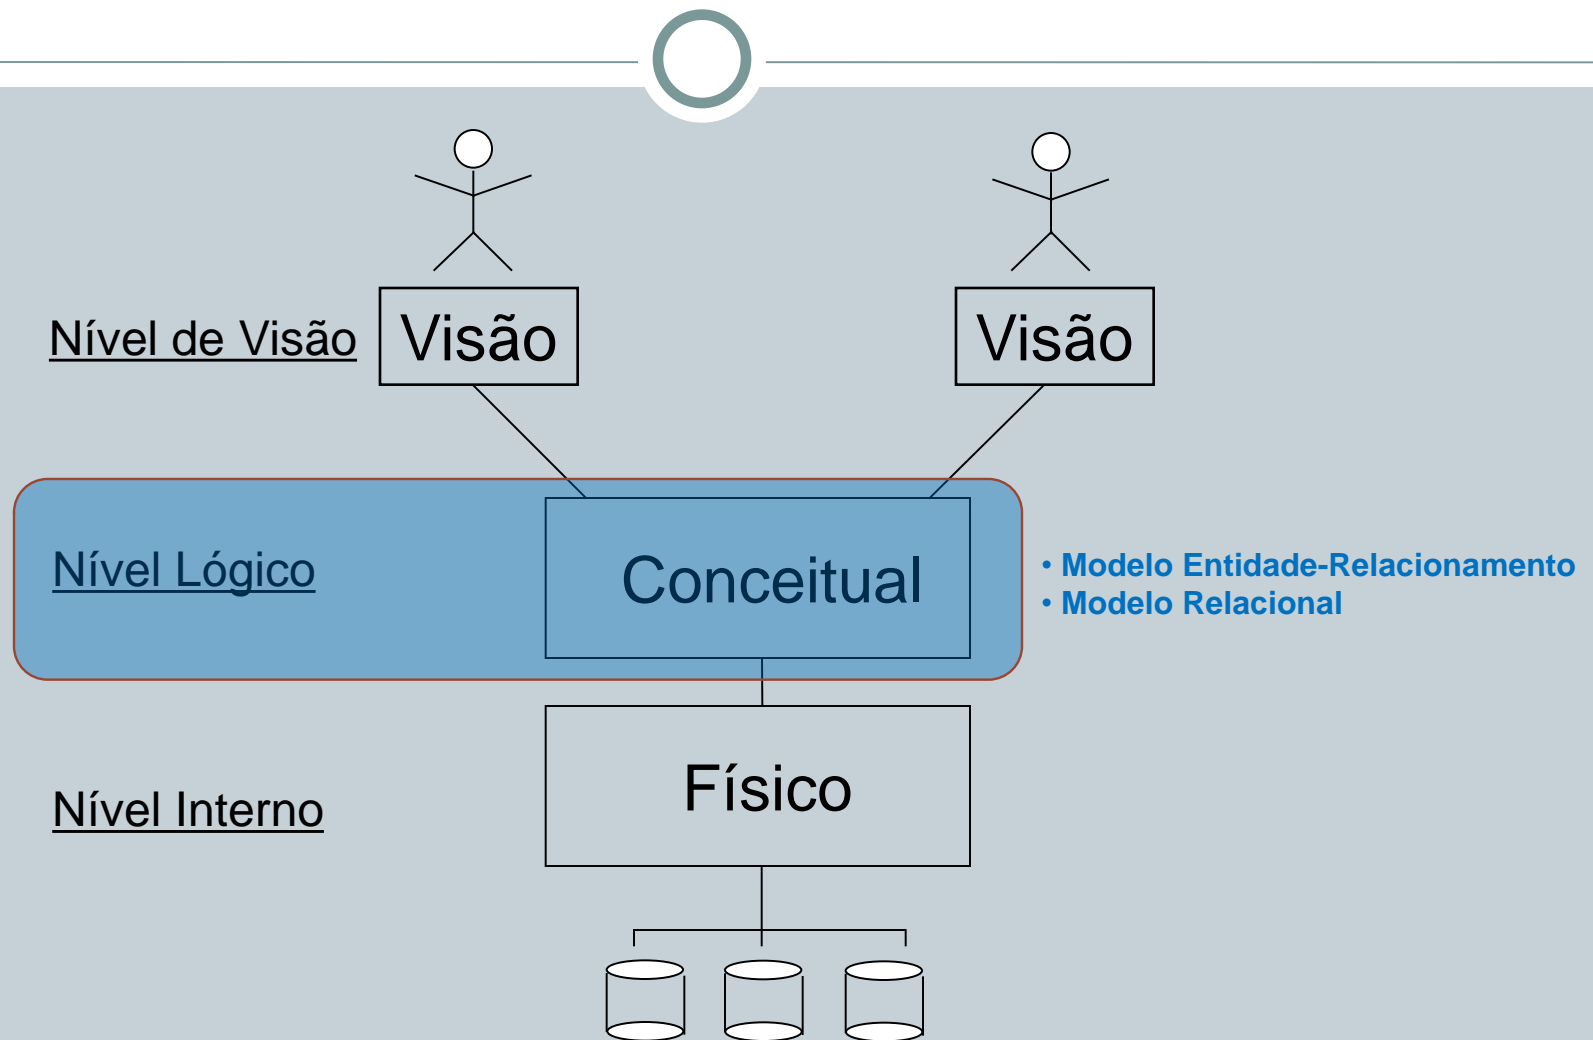 Nível de Visão
Visão
Visão
Nível Lógico
Conceitual
• Modelo Entidade-Relacionamento
• Modelo Relacional
Físico
Nível Interno